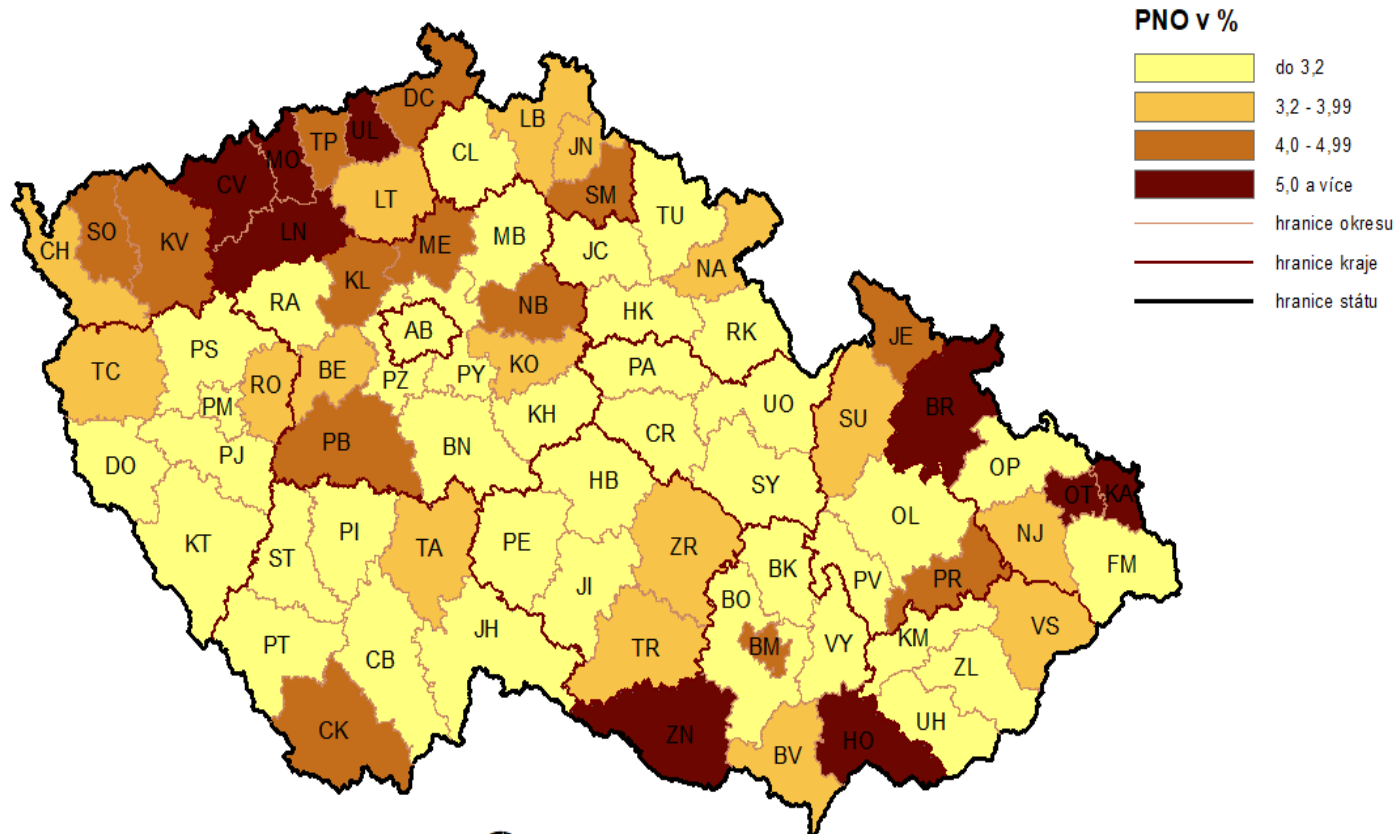 PNO v %
do 3,2
3,2 - 3,99
4,0 - 4,99
5,0 a více
hranice okresu
hranice kraje
hranice státu
DC
LB
UL
TP
JN
MO
CL
CV
LT
SM
TU
SO
KV
LN
ME
MB
JC
CH
NA
KL
RA
NB
HK
AB
RK
JE
PS
TC
RO
BE
KO
PA
PZ
PY
PM
UO
BR
SU
KH
CR
PB
BN
PJ
DO
OP
HB
SY
OT
KA
OL
NJ
KT
ST
PI
TA
PE
ZR
FM
BK
PR
JI
PV
BO
VS
JH
PT
KM
TR
BM
VY
CB
ZL
UH
CK
ZN
HO
BV